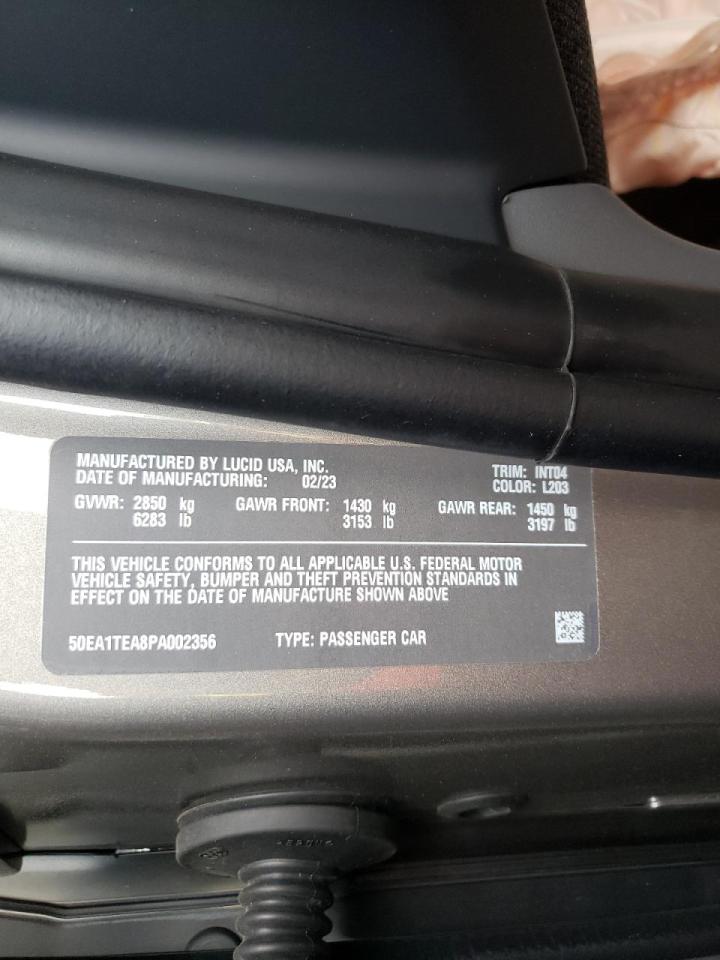 MANUFACTURED BY LUCID USA, INC. TRIM: INT04
DATE OF MANUFACTURING: 02/23 COLOR: L203
GVWR: 2850 kg GAWR FRONT: 1430 kg GAWR REAR: 1450 kg
6283 lb 3153 lb 3197 lb
THIS VEHICLE CONFORMS TO ALL APPLICABLE U.S. FEDERAL MOTOR
VEHICLE SAFETY, BUMPER AND THEFT PREVENTION STANDARDS IN
EFFECT ON THE DATE OF MANUFACTURE SHOWN ABOVE
50EA1TEA8PA002356 TYPE: PASSENGER CAR